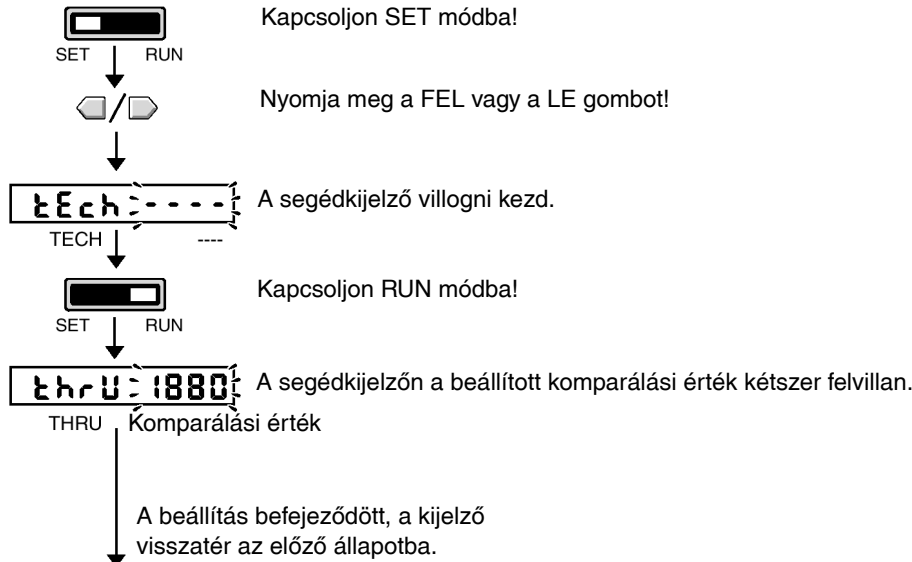 Kapcsoljon SET módba!
SET RUN
Nyomja meg a FEL vagy a LE gombot!
/
tEch ----
A segédkijelző villogni kezd.
TECH ----
Kapcsoljon RUN módba!
SET RUN
thrU 1880
A segédkijelzőn a beállított komparálási érték kétszer felvillan.
THRU Komparálási érték
A beállítás befejeződött, a kijelző
visszatér az előző állapotba.